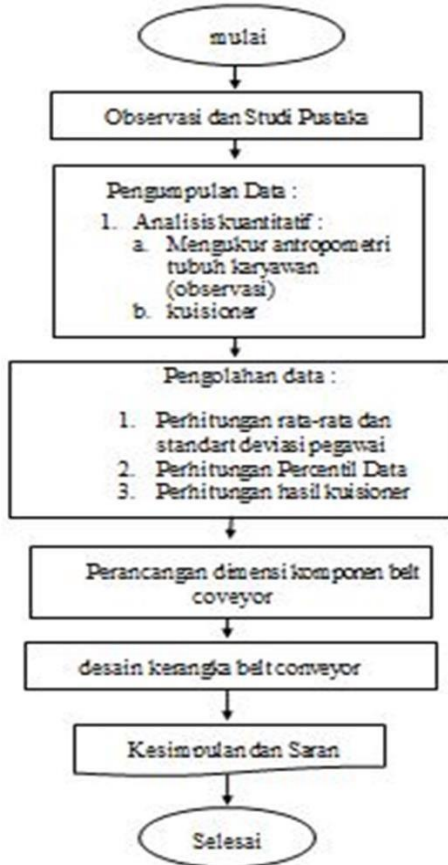 mulai
Observasi dan Studi Pustaka
Pengumpulan Data :
1. Analisis kuantitatif :
a. Mengukur antropometri
tubuh karyawan
(observasi)
b. kuisioner
Pengolahan data :
1. Perhitungan rata-rata dan
standart deviasi pegawai
2. Perhitungan Percentil Data
3. Perhitungan hasil kuisioner
Perancangan dimensi komponen belt
coveyor
desain kerangka belt conveyor
Kesimpulan dan Saran
Selesai